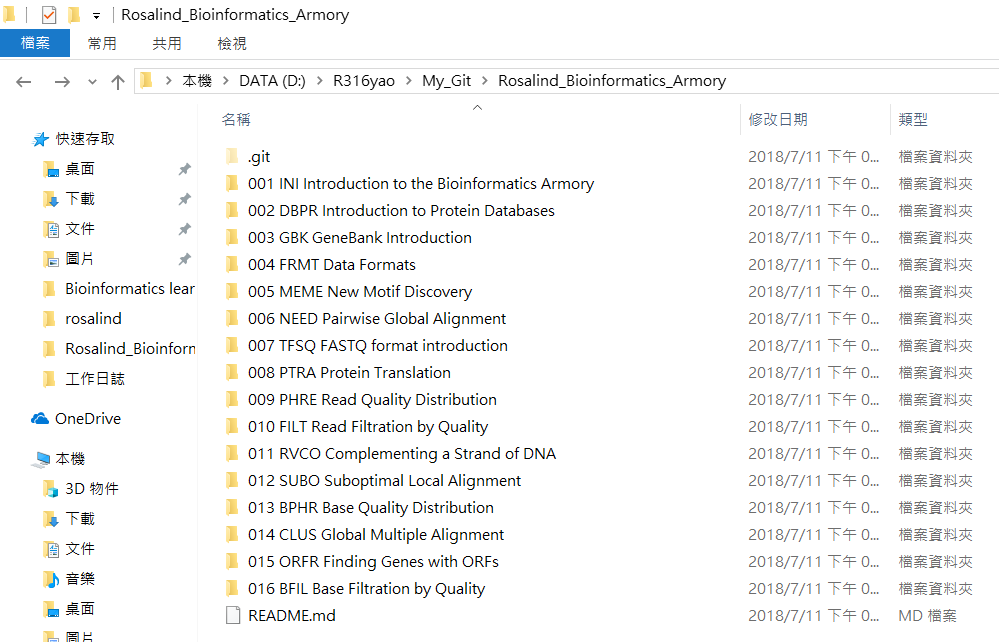 Rosalind_Bioinformatics_Armory
檔案 常用 共用 檢視
本機 DATA (D:) R316yao My_Git Rosalind_Bioinformatics_Armory
名稱 修改日期 類型
快速存取
桌面
下載
文件
圖片
Bioinformatics lear
rosalind
Rosalind_Bioinforn
工作日誌
OneDrive
本機
3D 物件
下載
文件
音樂
桌面
圖片
.git 2018/7/11 下午 0... 檔案資料夾
001 INI Introduction to the Bioinformatics Armory 2018/7/11 下午 0... 檔案資料夾
002 DBPR Introduction to Protein Databases 2018/7/11 下午 0... 檔案資料夾
003 GBK GeneBank Introduction 2018/7/11 下午 0... 檔案資料夾
004 FRMT Data Formats 2018/7/11 下午 0... 檔案資料夾
005 MEME New Motif Discovery 2018/7/11 下午 0... 檔案資料夾
006 NEED Pairwise Global Alignment 2018/7/11 下午 0... 檔案資料夾
007 TFSQ FASTQ format introduction 2018/7/11 下午 0... 檔案資料夾
008 PTRA Protein Translation 2018/7/11 下午 0... 檔案資料夾
009 PHRE Read Quality Distribution 2018/7/11 下午 0... 檔案資料夾
010 FILT Read Filtration by Quality 2018/7/11 下午 0... 檔案資料夾
011 RVCO Complementing a Strand of DNA 2018/7/11 下午 0... 檔案資料夾
012 SUBO Suboptimal Local Alignment 2018/7/11 下午 0... 檔案資料夾
013 BPHR Base Quality Distribution 2018/7/11 下午 0... 檔案資料夾
014 CLUS Global Multiple Alignment 2018/7/11 下午 0... 檔案資料夾
015 ORFR Finding Genes with ORFs 2018/7/11 下午 0... 檔案資料夾
016 BFIL Base Filtration by Quality 2018/7/11 下午 0... 檔案資料夾
README.md 2018/7/11 下午 0... MD 檔案